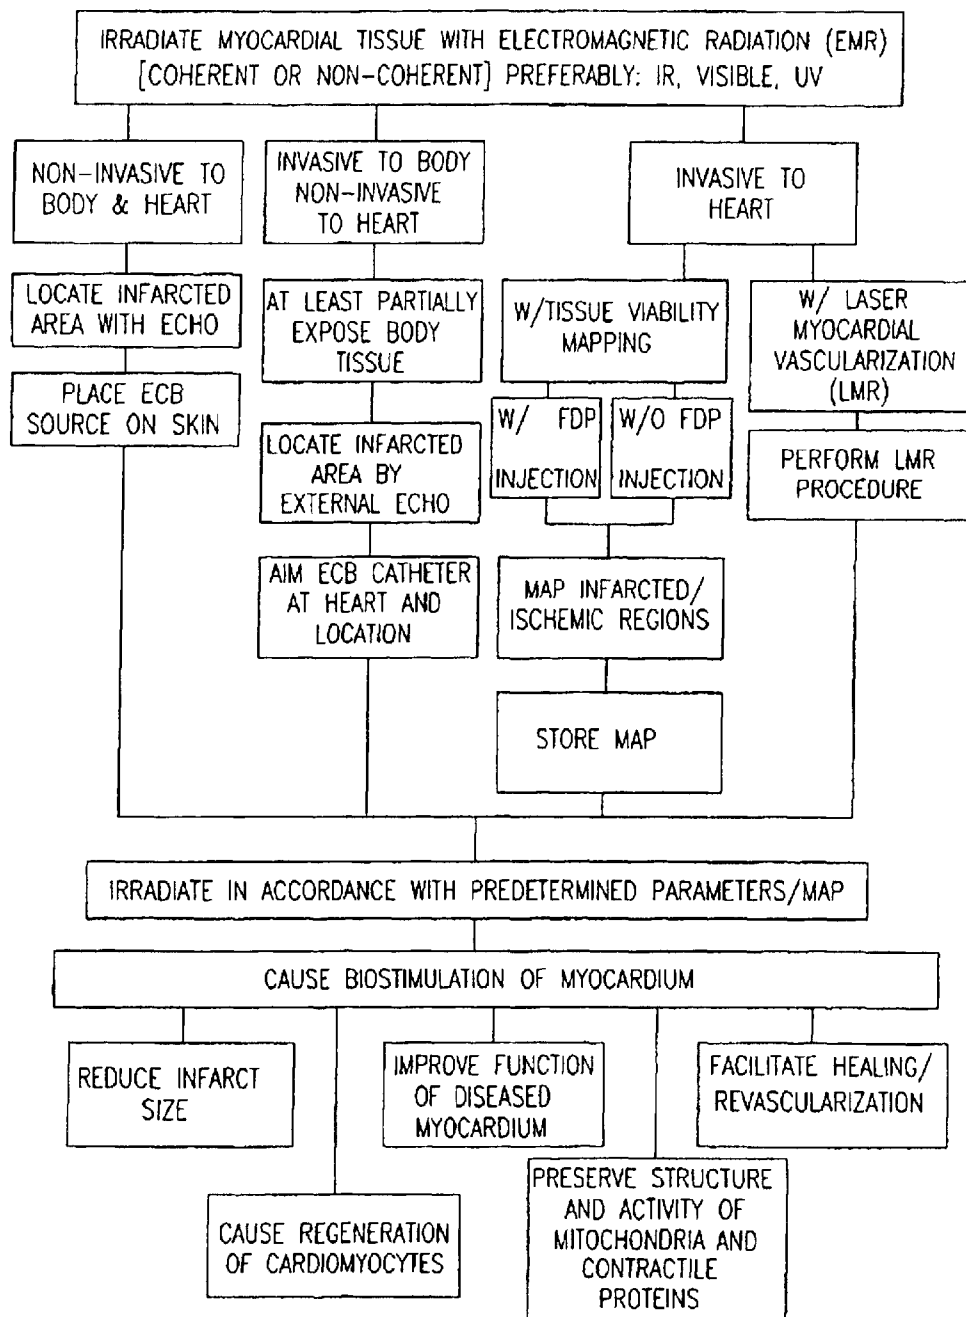 IRRADIATE MYOCARDIAL TISSUE WITH ELECTROMAGNETIC RADIATION (EMR)
[COHERENT OR NON-COHERENT] PREFERABLY: IR, VISIBLE, UV
NON-INVASIVE TO
BODY & HEART
INVASIVE TO BODY
NON-INVASIVE
TO HEART
INVASIVE TO
HEART
LOCATE INFARCTED
AREA WITH ECHO
AT LEAST PARTIALLY
EXPOSE BODY
TISSUE
W/TISSUE VIABILITY
MAPPING
W/ LASER
MYOCARDIAL
VASCULARIZATION
(LMR)
PLACE ECB
SOURCE ON SKIN
LOCATE INFARCTED
AREA BY
EXTERNAL ECHO
W/ FDP
INJECTION
W/O FDP
INJECTION
PERFORM LMR
PROCEDURE
AIM ECB CATHETER
AT HEART AND
LOCATION
MAP INFARCTED/
ISCHEMIC REGIONS
STORE MAP
IRRADIATE IN ACCORDANCE WITH PREDETERMINED PARAMETERS/MAP
CAUSE BIOSTIMULATION OF MYOCARDIUM
REDUCE INFARCT
SIZE
IMPROVE FUNCTION
OF DISEASED
MYOCARDIUM
FACILITATE HEALING/
REVASCULARIZATION
CAUSE REGENERATION
OF CARDIOMYOCYTES
PRESERVE STRUCTURE
AND ACTIVITY OF
MITOCHONDRIA AND
CONTRACTILE
PROTEINS